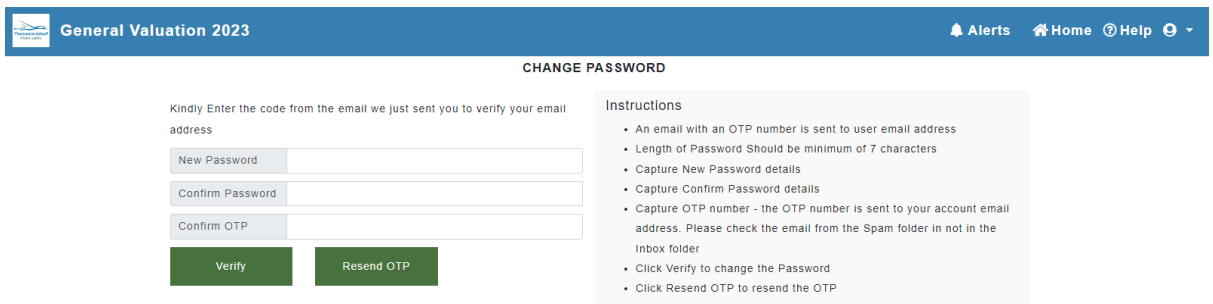 General Valuation 2023
Alerts Home Help
CHANGE PASSWORD
Kindly Enter the code from the email we just sent you to verify your email
address
New Password
Confirm Password
Confirm OTP
Verify Resend OTP
Instructions
An email with an OTP number is sent to user email address
Length of Password Should be minimum of 7 characters
Capture New Password details
Capture Confirm Password details
Capture OTP number - the OTP number is sent to your account email
address. Please check the email from the Spam folder in not in the
Inbox folder
Click Verify to change the Password
Click Resend OTP to resend the OTP